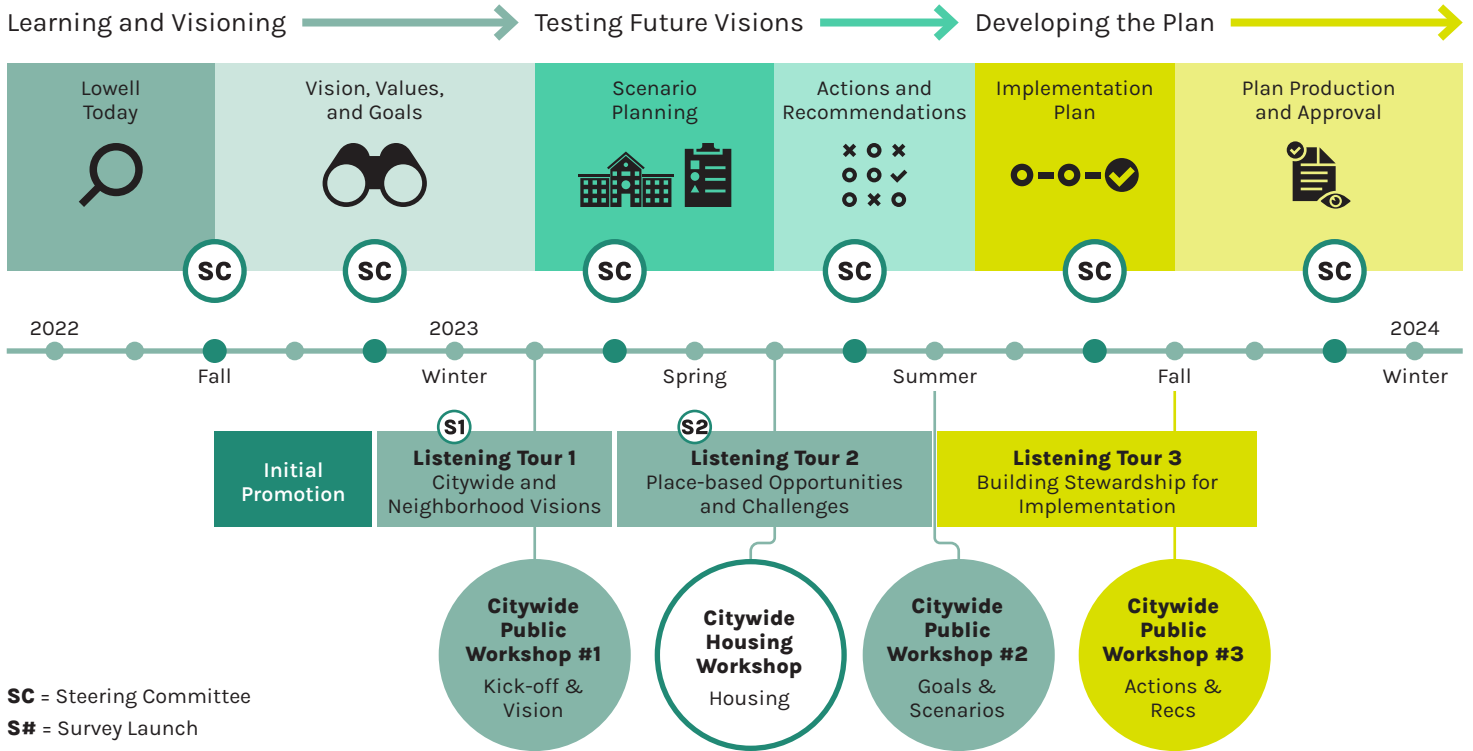 Learning and Visioning
Testing Future Visions
Developing the Plan
Lowell
Today
Vision, Values,
and Goals
Scenario
Planning
Actions and
Recommendations
Implementation
Plan
Plan Production
and Approval
SC
SC
SC
SC
SC
SC
2022
2023
2024
Fall
Winter
Spring
Summer
Fall
Winter
S1
S2
Initial
Promotion
Listening Tour 1
Citywide and
Neighborhood Visions
Listening Tour 2
Place-based Opportunities
and Challenges
Listening Tour 3
Building Stewardship for
Implementation
Citywide
Public
Workshop #1
Kick-off &
Vision
Citywide
Housing
Workshop
Housing
Citywide
Public
Workshop #2
Goals &
Scenarios
Citywide
Public
Workshop #3
Actions &
Recs
SC = Steering Committee
S# = Survey Launch